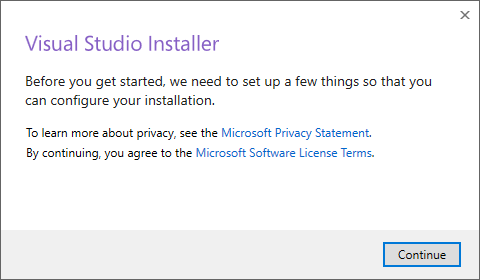 Visual Studio Installer
Before you get started, we need to set up a few things so that you
can configure your installation.
To learn more about privacy, see the Microsoft Privacy Statement.
By continuing, you agree to the Microsoft Software License Terms.
Continue